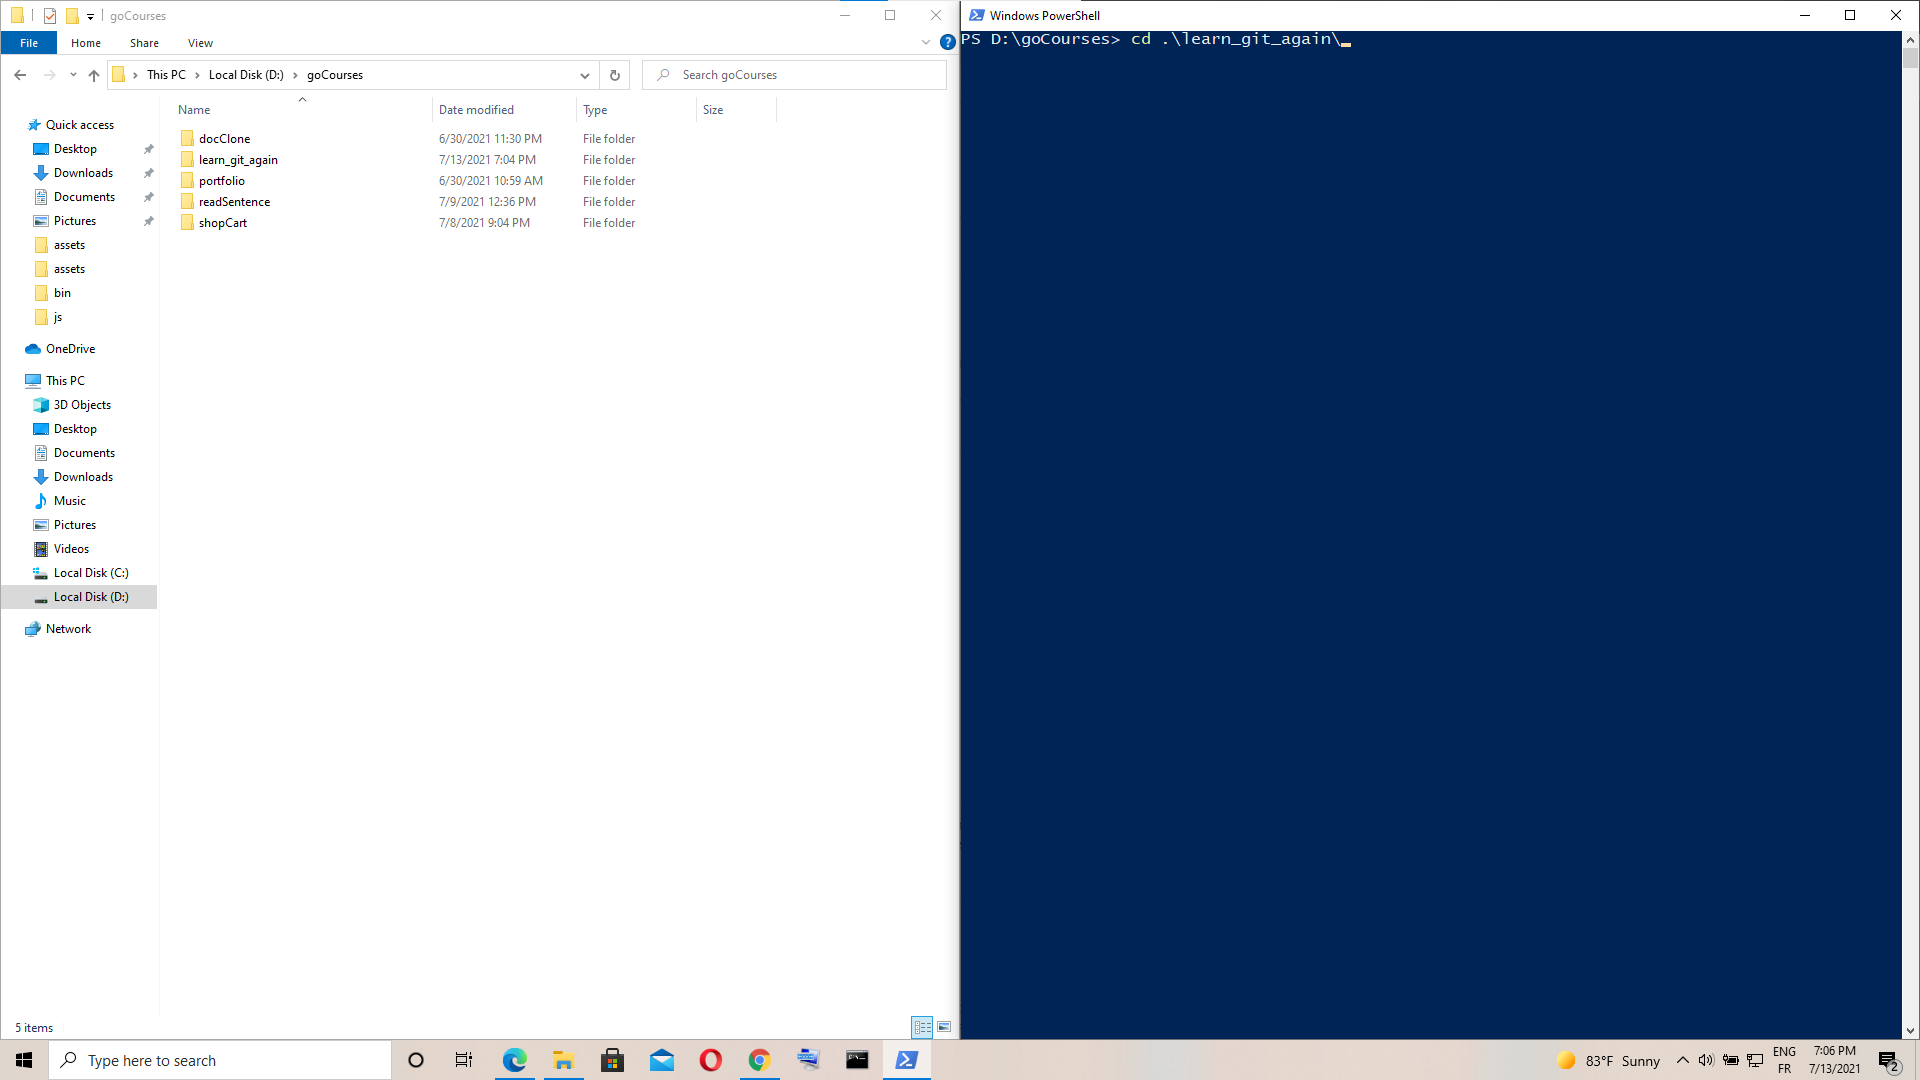 goCourses
File Home Share View
This PC Local Disk (D:) goCourses
Search goCourses
Name Date modified Type Size
docClone 6/30/2021 11:30 PM File folder
learn_git_again 7/13/2021 7:04 PM File folder
portfolio 6/30/2021 10:59 AM File folder
readSentence 7/9/2021 12:36 PM File folder
shopCart 7/8/2021 9:04 PM File folder
Quick access
Desktop
Downloads
Documents
Pictures
assets
assets
bin
js
OneDrive
This PC
3D Objects
Desktop
Documents
Downloads
Music
Pictures
Videos
Local Disk (C:)
Local Disk (D:)
Network
5 items
Windows PowerShell
PS D:\goCourses> cd .\learn_git_again\
Type here to search
83°F Sunny
ENG
FR
7:06 PM
7/13/2021
2